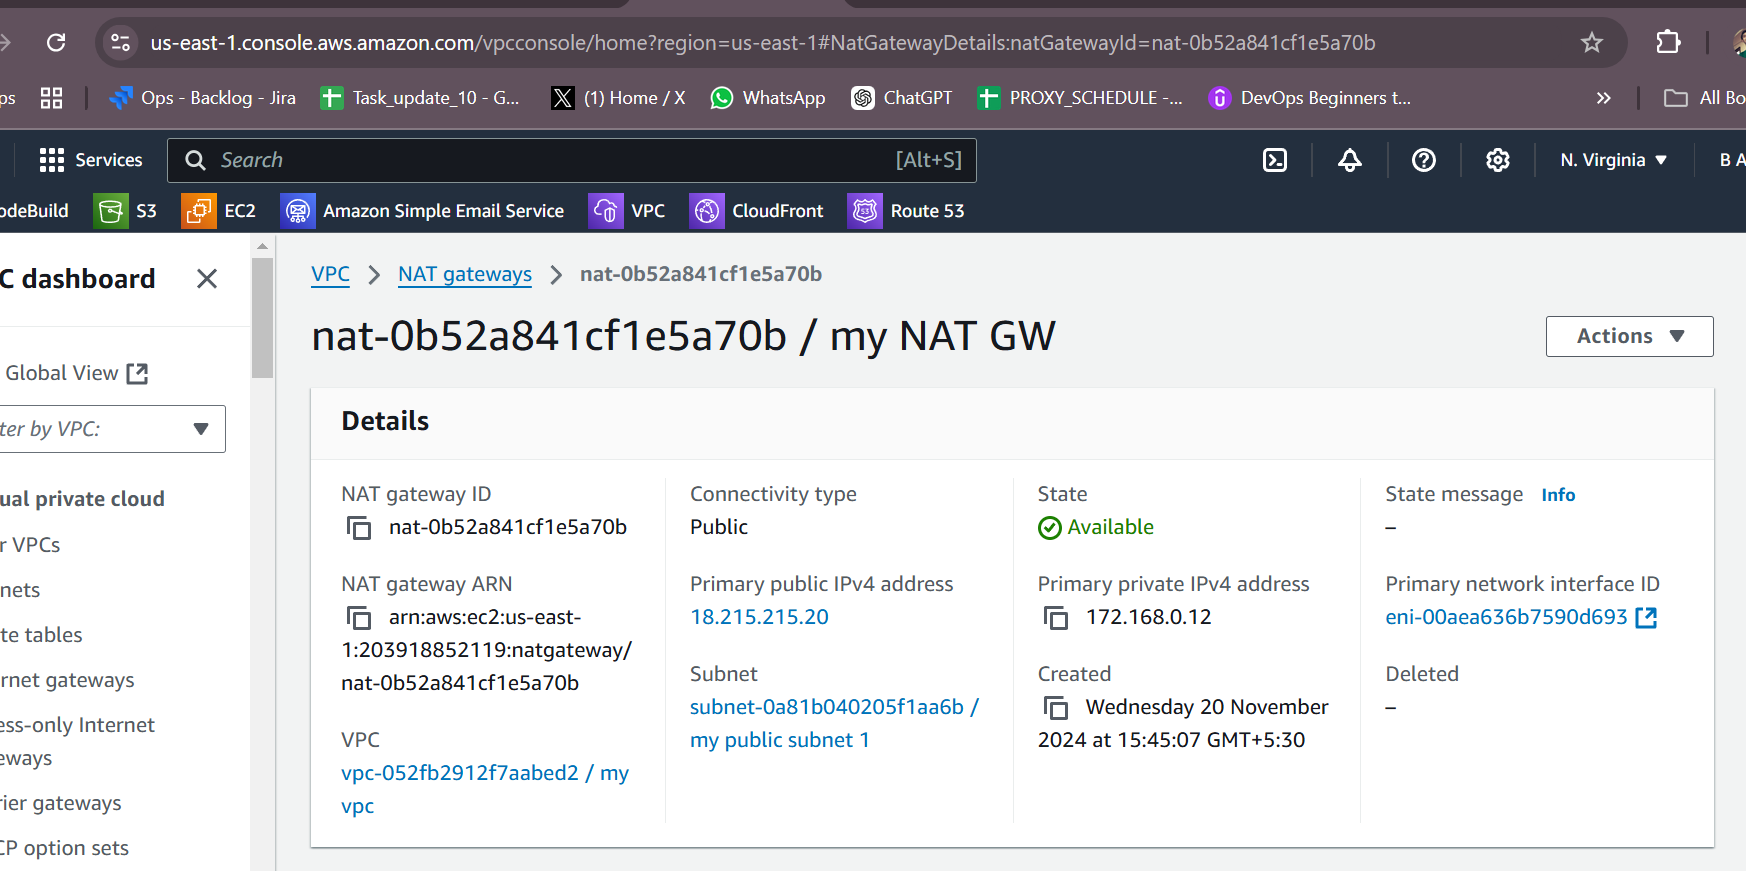 us-east-1.console.aws.amazon.com/vpcconsole/home?region=us-east-1#NatGatewayDetails:natGatewayId=nat-0b52a841cf1e5a70b
ps Ops - Backlog - Jira Task_update_10 - G... (1) Home / X WhatsApp ChatGPT PROXY_SCHEDULE -... DevOps Beginners t... » All Bo
Services Search [Alt+S] N. Virginia B A
odeBuild S3 EC2 Amazon Simple Email Service VPC CloudFront Route 53
C dashboard
Global View
ter by VPC:
ual private cloud
r VPCs
nets
te tables
rnet gateways
ess-only Internet
eways
rier gateways
CP option sets
VPC > NAT gateways > nat-0b52a841cf1e5a70b
nat-0b52a841cf1e5a70b / my NAT GW
Actions
Details
NAT gateway ID
nat-0b52a841cf1e5a70b
NAT gateway ARN
arn:aws:ec2:us-east-
1:203918852119:natgateway/
nat-0b52a841cf1e5a70b
VPC
vpc-052fb2912f7aabed2 / my
vpc
Connectivity type
Public
Primary public IPv4 address
18.215.215.20
Subnet
subnet-0a81b040205f1aa6b /
my public subnet 1
State
Available
Primary private IPv4 address
172.168.0.12
Created
Wednesday 20 November
2024 at 15:45:07 GMT+5:30
State message Info
–
Primary network interface ID
eni-00aea636b7590d693
Deleted
–